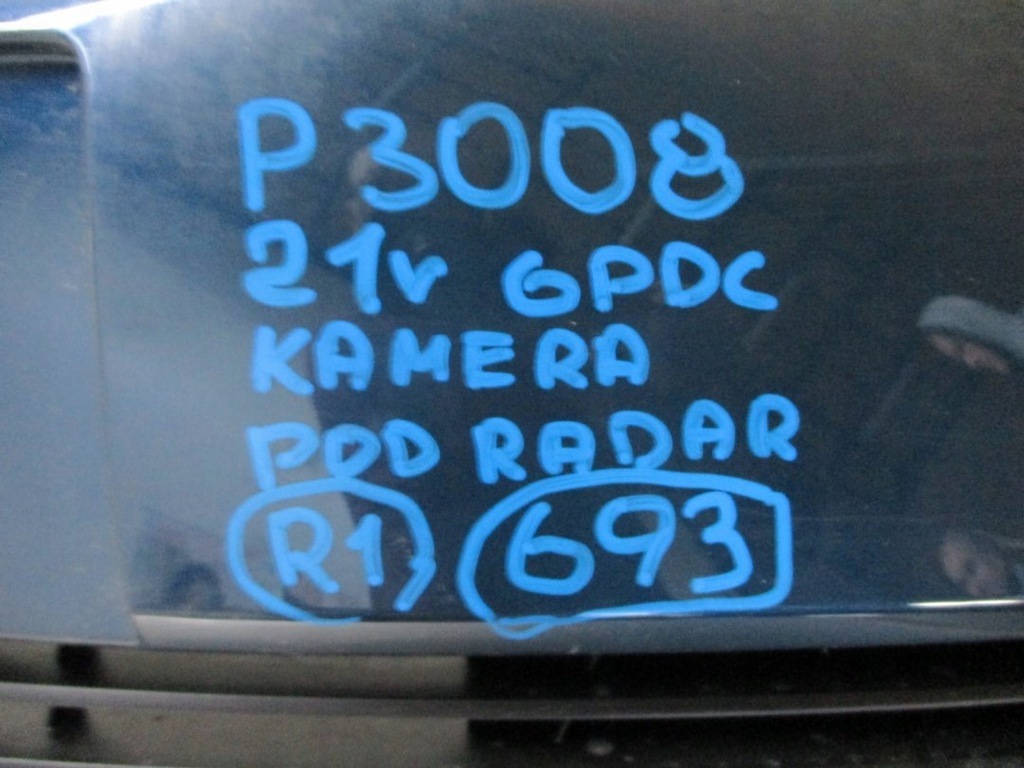 P3008
21r 6PDC
KAMERA
POD RADAR
R1 693